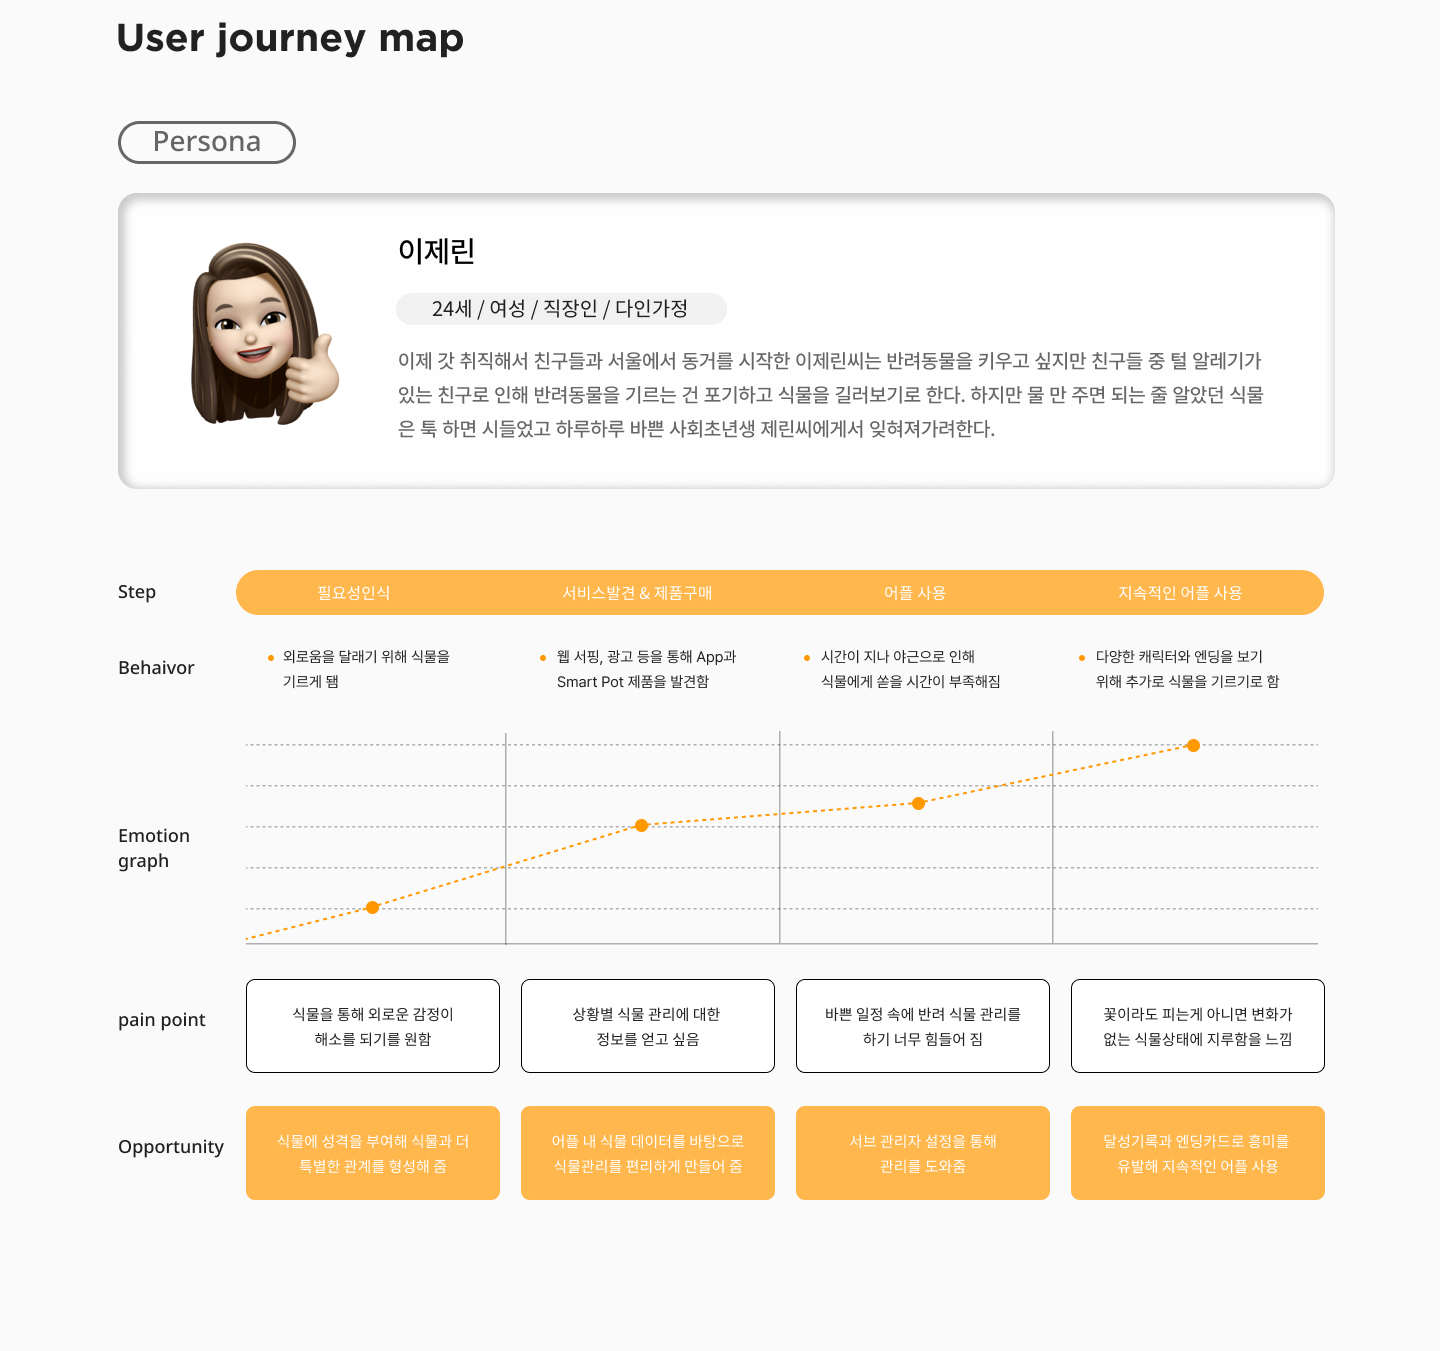 User journey map
Persona
이제린
24세 / 여성 / 직장인 / 다인가정
이제 갓 취직해서 친구들과 서울에서 동거를 시작한 이제린씨는 반려동물을 키우고 싶지만 친구들 중 털 알레기가
있는 친구로 인해 반려동물을 기르는 건 포기하고 식물을 길러보기로 한다. 하지만 물 만 주면 되는 줄 알았던 식물
은 툭 하면 시들었고 하루하루 바쁜 사회초년생 제린씨에게서 잊혀져가려한다.
Step
필요성인식
서비스발견 & 제품구매
어플 사용
지속적인 어플 사용
Behaivor
외로움을 달래기 위해 식물을
기르게 됌
웹 서핑, 광고 등을 통해 App과
Smart Pot 제품을 발견함
시간이 지나 야근으로 인해
식물에게 쏟을 시간이 부족해짐
다양한 캐릭터와 엔딩을 보기
위해 추가로 식물을 기르기로 함
Emotion
graph
pain point
식물을 통해 외로운 감정이
해소를 되기를 원함
상황별 식물 관리에 대한
정보를 얻고 싶음
바쁜 일정 속에 반려 식물 관리를
하기 너무 힘들어 짐
꽃이라도 피는게 아니면 변화가
없는 식물상태에 지루함을 느낌
Opportunity
식물에 성격을 부여해 식물과 더
특별한 관계를 형성해 줌
어플 내 식물 데이터를 바탕으로
식물관리를 편리하게 만들어 줌
서브 관리자 설정을 통해
관리를 도와줌
달성기록과 엔딩카드로 흥미를
유발해 지속적인 어플 사용